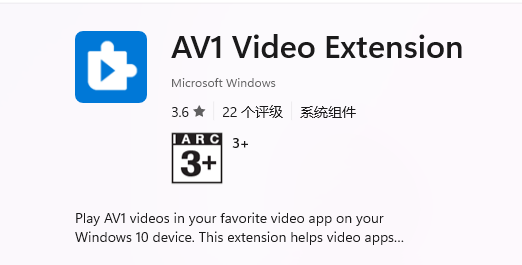 AV1 Video Extension
Microsoft Windows
3.6 ★ 22 个评级 系统组件
IARC
3+
3+
Play AV1 videos in your favorite video app on your
Windows 10 device. This extension helps video apps...